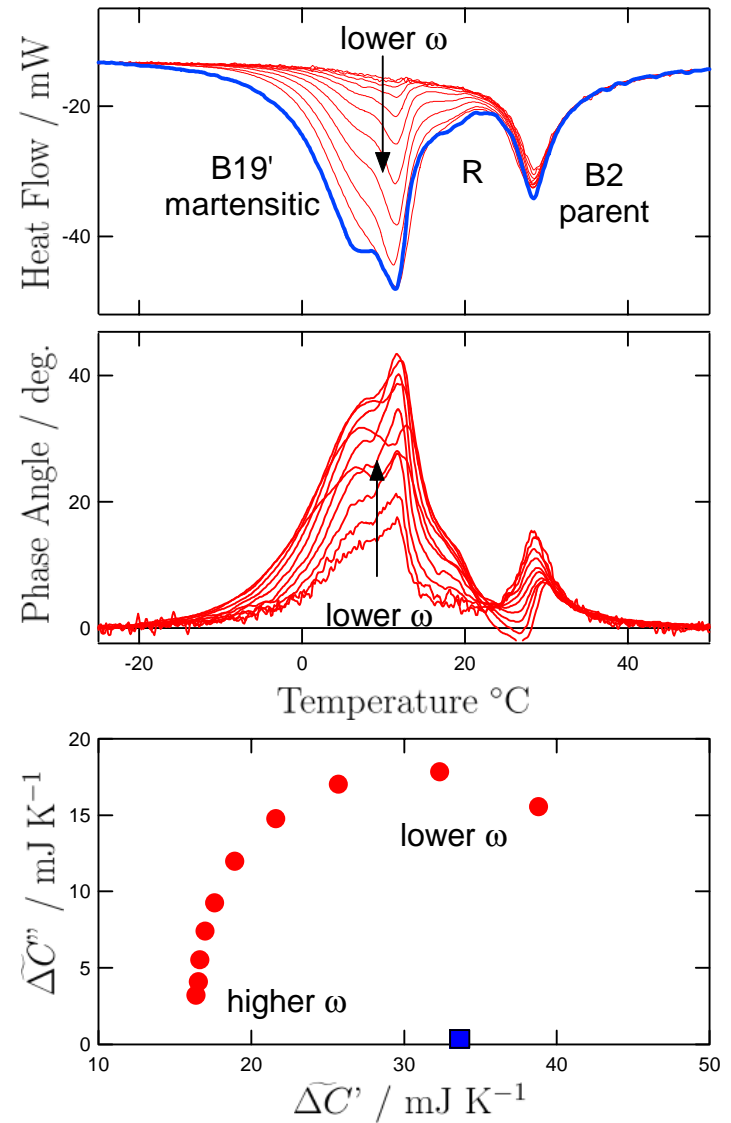 lower ω
Heat Flow / mW
-20
-40
B19'
martensitic
R
B2
parent
Phase Angle / deg.
40
20
0
lower ω
-20
0
20
40
Temperature °C
20
15
10
5
0
ΔC̃'' / mJ K⁻¹
lower ω
higher ω
10
20
30
40
50
ΔC̃' / mJ K⁻¹